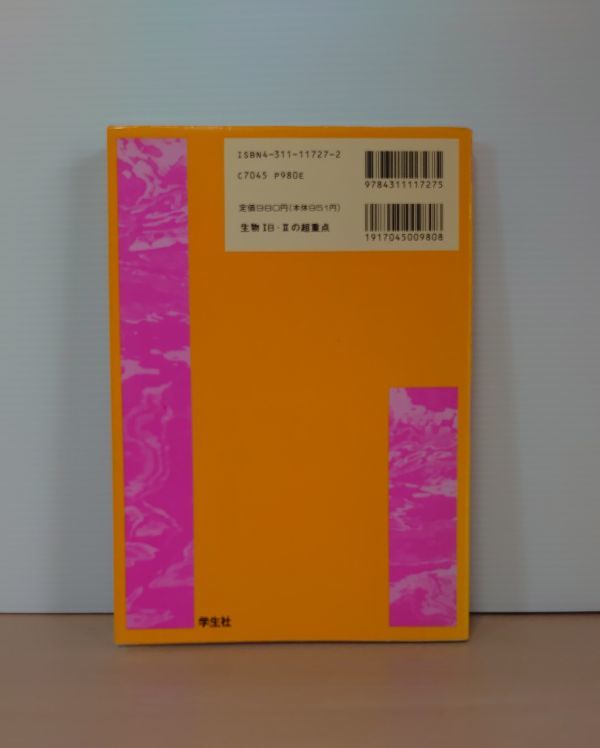 ISBN4-311-11727-2
C7045 P980E
9784311117275
定価980円(本体951円)
生物ⅠB·Ⅱの超重点
1917045009808
学生社